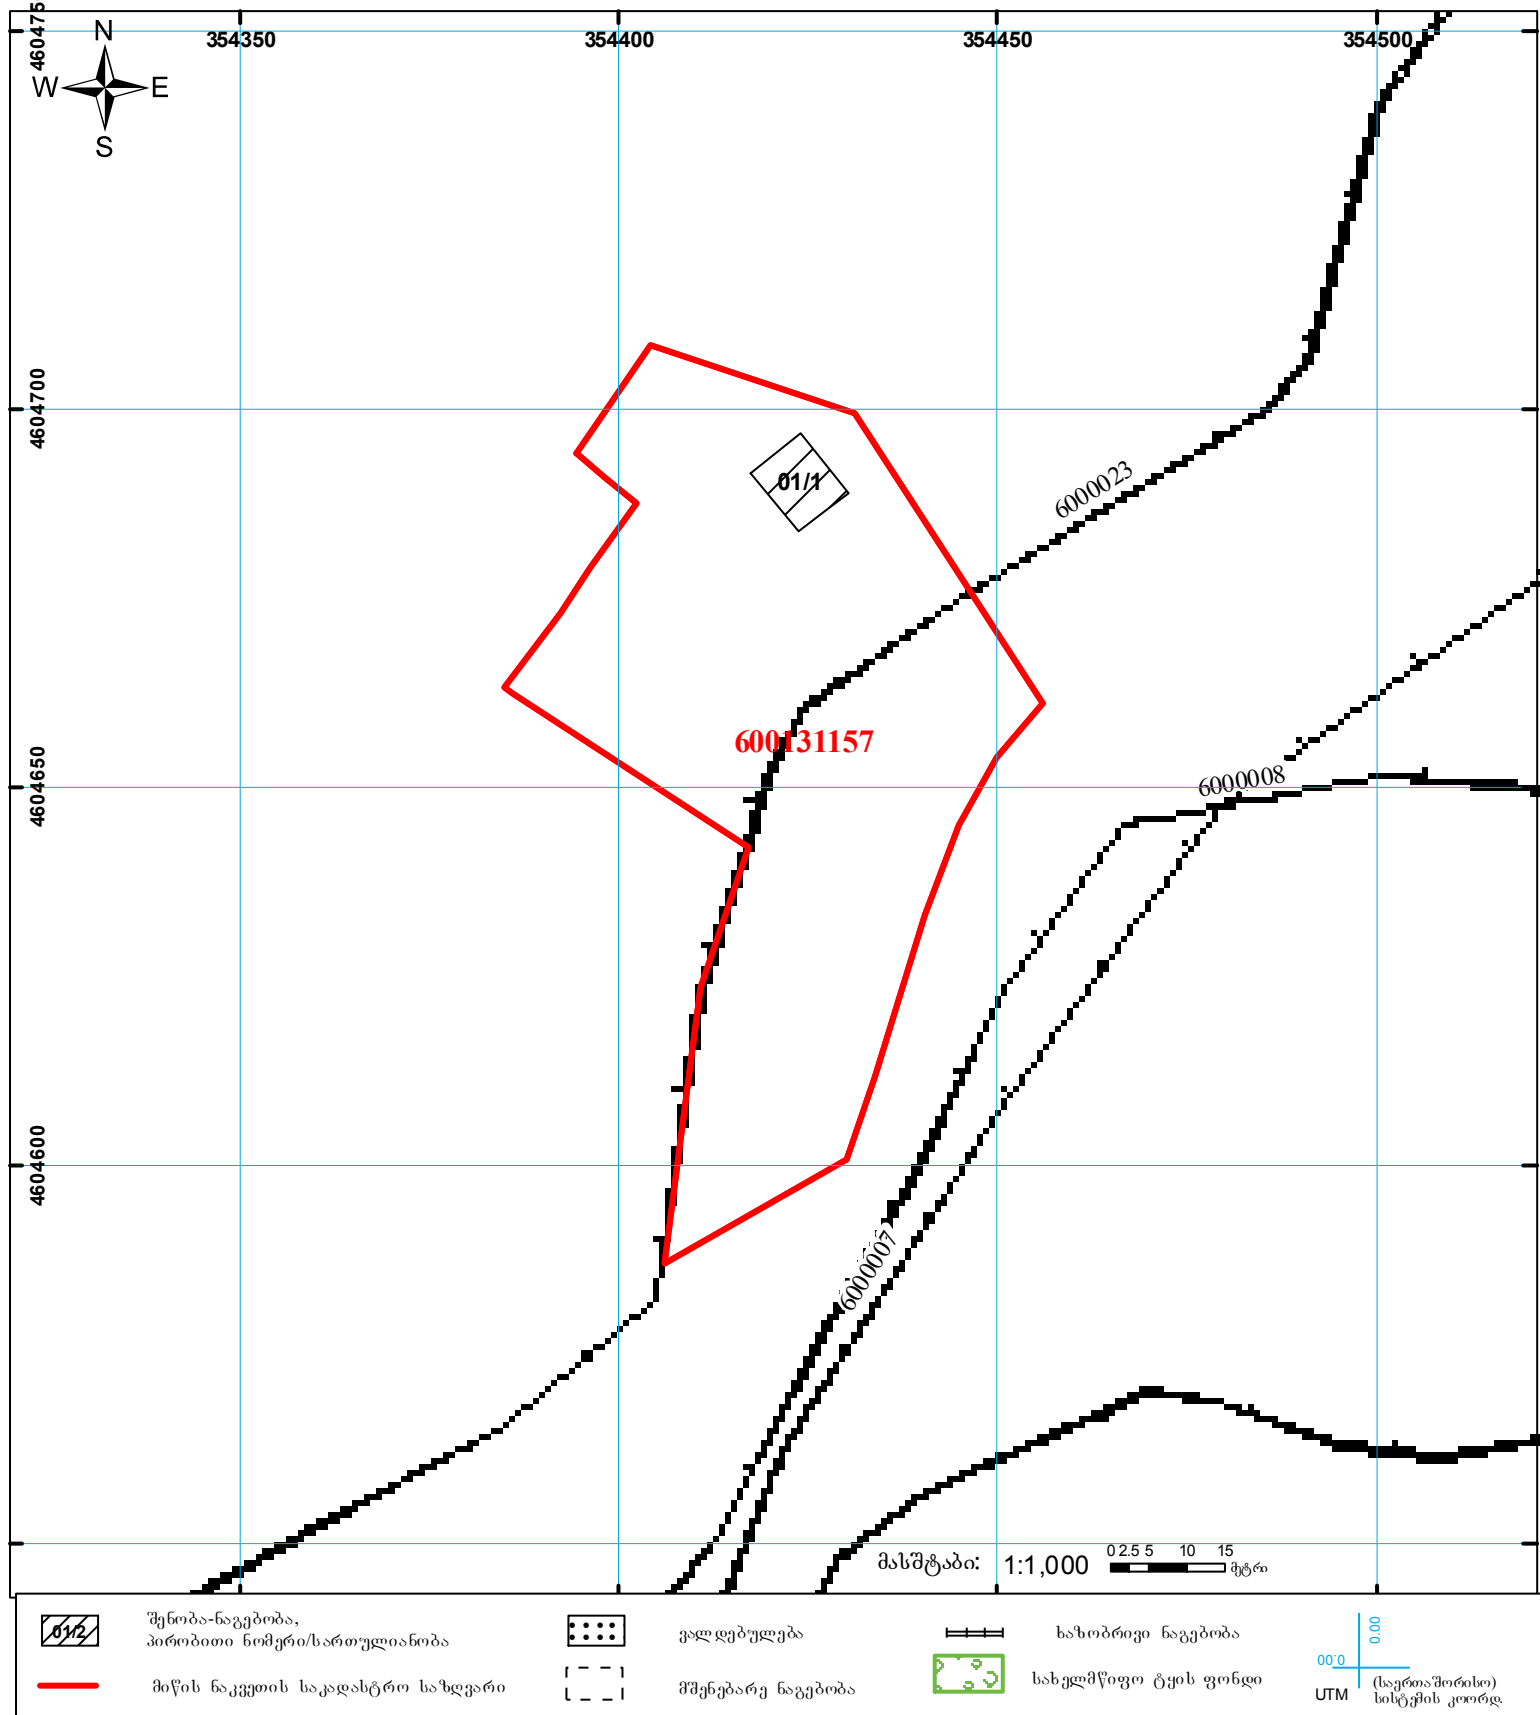 460475
354350
354400
354450
354500
N
W
E
S
4604700
01/1
6000023
600131157
4604650
6000008
4604600
6000007
მასშტაბი: 1:1,000
0 2.5 5 10 15
მეტრი
01/2
შენობა-ნაგებობა,
პირობითი ნომერი/სართულიანობა
ვალდებულება
ხაზობრივი ნაგებობა
მიწის ნაკვეთის საკადასტრო საზღვარი
მშენებარე ნაგებობა
სახელმწიფო ტყის ფონდი
00.0
00.0
UTM
(საერთაშორისო)
სისტემის კოორდ.